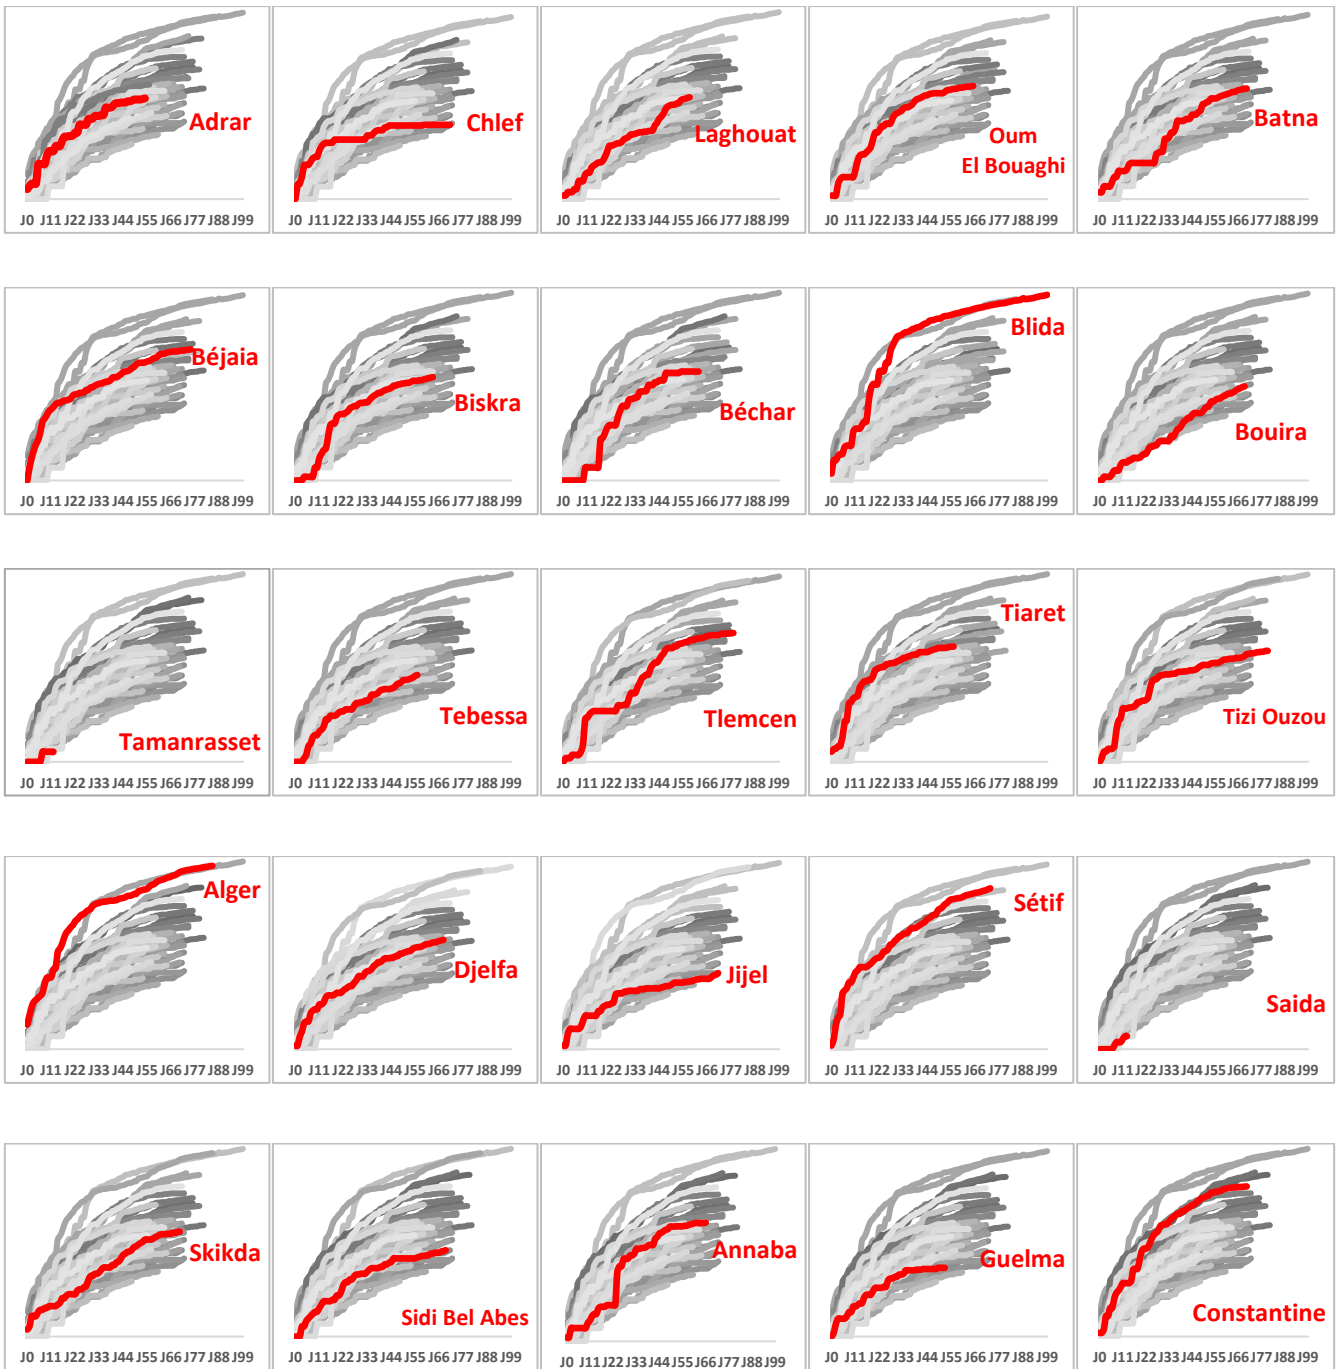 Adrar
J0 J11 J22 J33 J44 J55 J66 J77 J88 J99
Chlef
J0 J11 J22 J33 J44 J55 J66 J77 J88 J99
Laghouat
J0 J11 J22 J33 J44 J55 J66 J77 J88 J99
Oum
El Bouaghi
J0 J11 J22 J33 J44 J55 J66 J77 J88 J99
Batna
J0 J11 J22 J33 J44 J55 J66 J77 J88 J99
Béjaia
J0 J11 J22 J33 J44 J55 J66 J77 J88 J99
Biskra
J0 J11 J22 J33 J44 J55 J66 J77 J88 J99
Béchar
J0 J11 J22 J33 J44 J55 J66 J77 J88 J99
Blida
J0 J11 J22 J33 J44 J55 J66 J77 J88 J99
Bouira
J0 J11 J22 J33 J44 J55 J66 J77 J88 J99
Tamanrasset
J0 J11 J22 J33 J44 J55 J66 J77 J88 J99
Tebessa
J0 J11 J22 J33 J44 J55 J66 J77 J88 J99
Tlemcen
J0 J11 J22 J33 J44 J55 J66 J77 J88 J99
Tiaret
J0 J11 J22 J33 J44 J55 J66 J77 J88 J99
Tizi Ouzou
J0 J11 J22 J33 J44 J55 J66 J77 J88 J99
Alger
J0 J11 J22 J33 J44 J55 J66 J77 J88 J99
Djelfa
J0 J11 J22 J33 J44 J55 J66 J77 J88 J99
Jijel
J0 J11 J22 J33 J44 J55 J66 J77 J88 J99
Sétif
J0 J11 J22 J33 J44 J55 J66 J77 J88 J99
Saida
J0 J11 J22 J33 J44 J55 J66 J77 J88 J99
Skikda
J0 J11 J22 J33 J44 J55 J66 J77 J88 J99
Sidi Bel Abes
J0 J11 J22 J33 J44 J55 J66 J77 J88 J99
Annaba
J0 J11 J22 J33 J44 J55 J66 J77 J88 J99
Guelma
J0 J11 J22 J33 J44 J55 J66 J77 J88 J99
Constantine
J0 J11 J22 J33 J44 J55 J66 J77 J88 J99